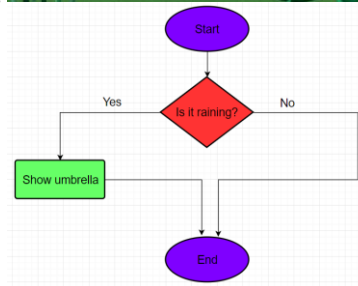 Start
Is it raining?
Yes
No
Show umbrella
End